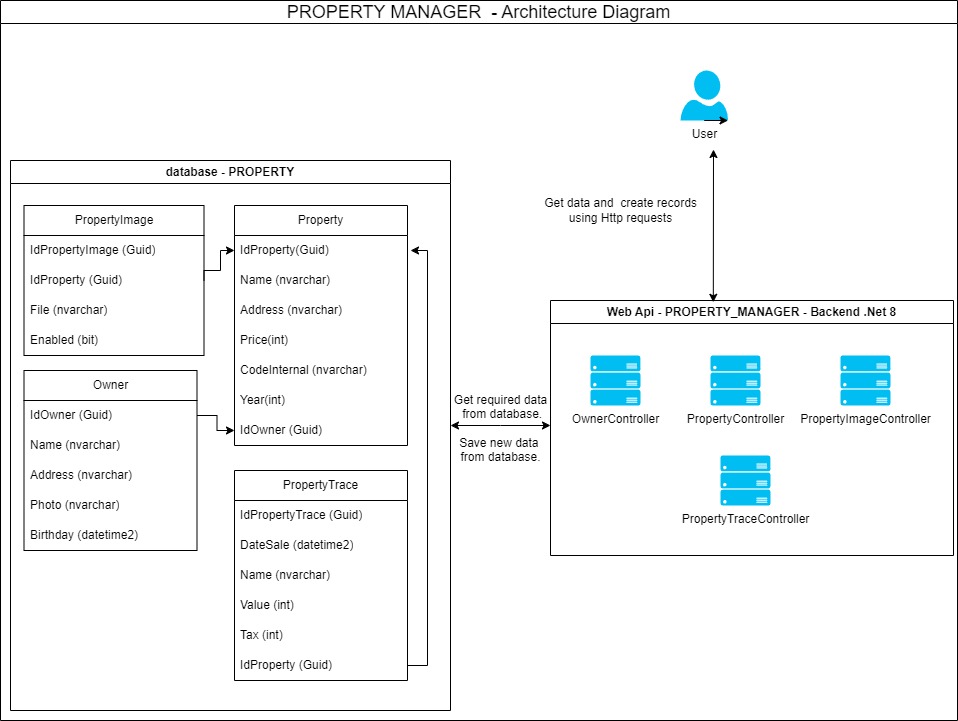 PROPERTY MANAGER - Architecture Diagram
User
Get data and create records
using Http requests
database - PROPERTY
PropertyImage
IdPropertyImage (Guid)
IdProperty (Guid)
File (nvarchar)
Enabled (bit)
Property
IdProperty(Guid)
Name (nvarchar)
Address (nvarchar)
Price(int)
CodeInternal (nvarchar)
Year(int)
IdOwner (Guid)
Owner
IdOwner (Guid)
Name (nvarchar)
Address (nvarchar)
Photo (nvarchar)
Birthday (datetime2)
PropertyTrace
IdPropertyTrace (Guid)
DateSale (datetime2)
Name (nvarchar)
Value (int)
Tax (int)
IdProperty (Guid)
Get required data
from database.
Save new data
from database.
Web Api - PROPERTY_MANAGER - Backend .Net 8
OwnerController
PropertyController
PropertyImageController
PropertyTraceController